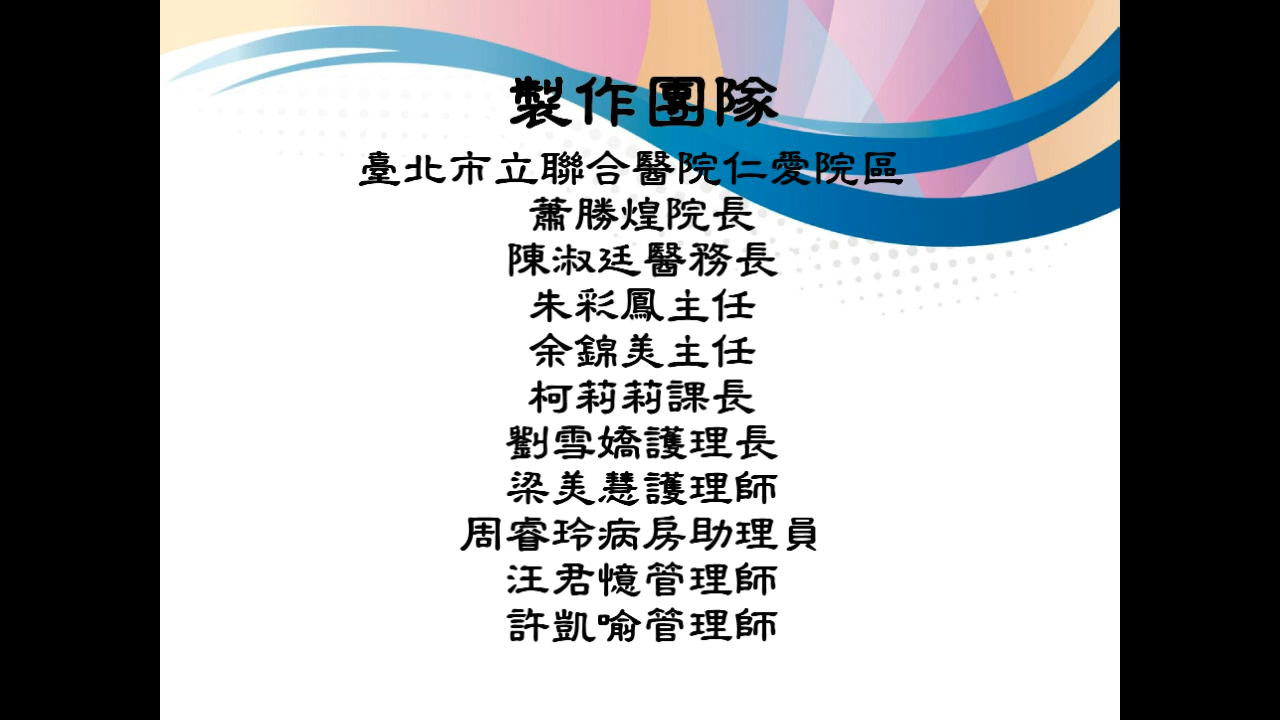 製作團隊
臺北市立聯合醫院仁愛院區
蕭勝煌院長
陳淑廷醫務長
朱彩鳳主任
余錦美主任
柯莉莉課長
劉雪嬌護理長
梁美慧護理師
周睿玲病房助理員
汪君憶管理師
許凱喻管理師